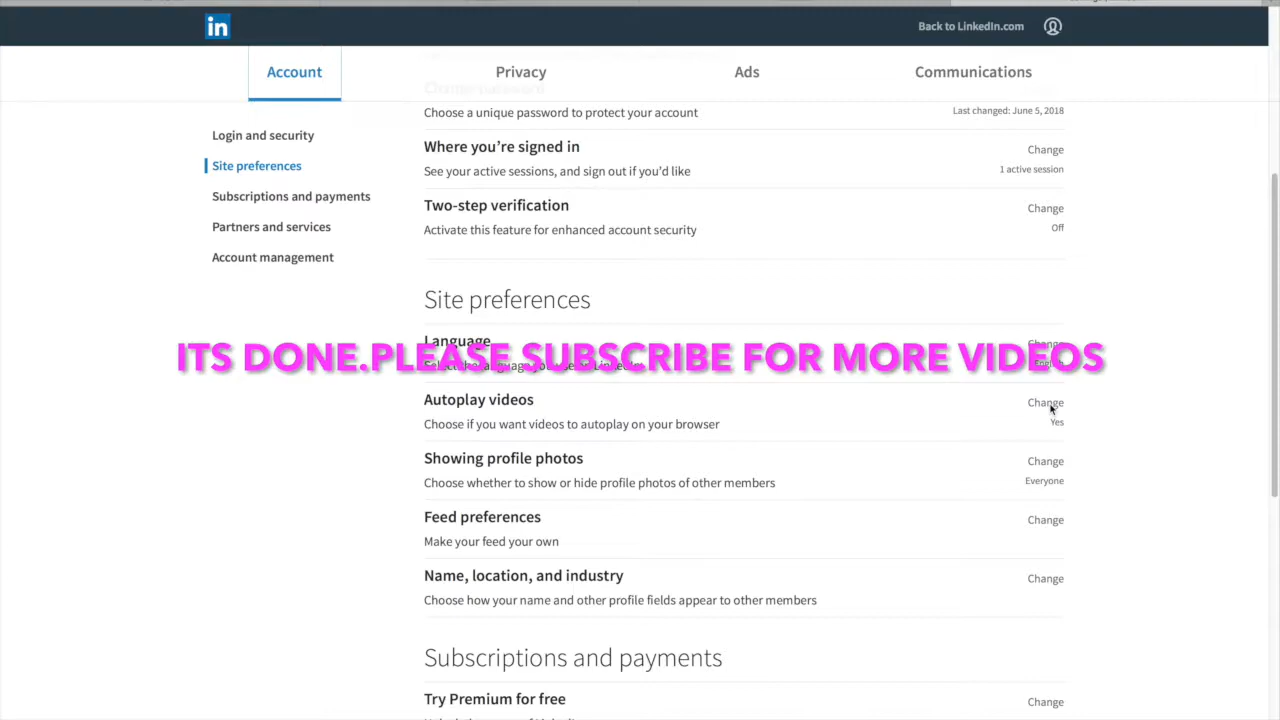 in
Back to LinkedIn.com
Account
Privacy
Ads
Communications
Choose a unique password to protect your account
Last changed: June 5, 2018
Login and security
Site preferences
Subscriptions and payments
Partners and services
Account management
Where you’re signed in
Change
See your active sessions, and sign out if you’d like
1 active session
Two-step verification
Change
Activate this feature for enhanced account security
Off
Site preferences
Language
Change
ITS DONE.PLEASE SUBSCRIBE FOR MORE VIDEOS
English
Autoplay videos
Change
Choose if you want videos to autoplay on your browser
Yes
Showing profile photos
Change
Choose whether to show or hide profile photos of other members
Everyone
Feed preferences
Change
Make your feed your own
Name, location, and industry
Change
Choose how your name and other profile fields appear to other members
Subscriptions and payments
Try Premium for free
Change